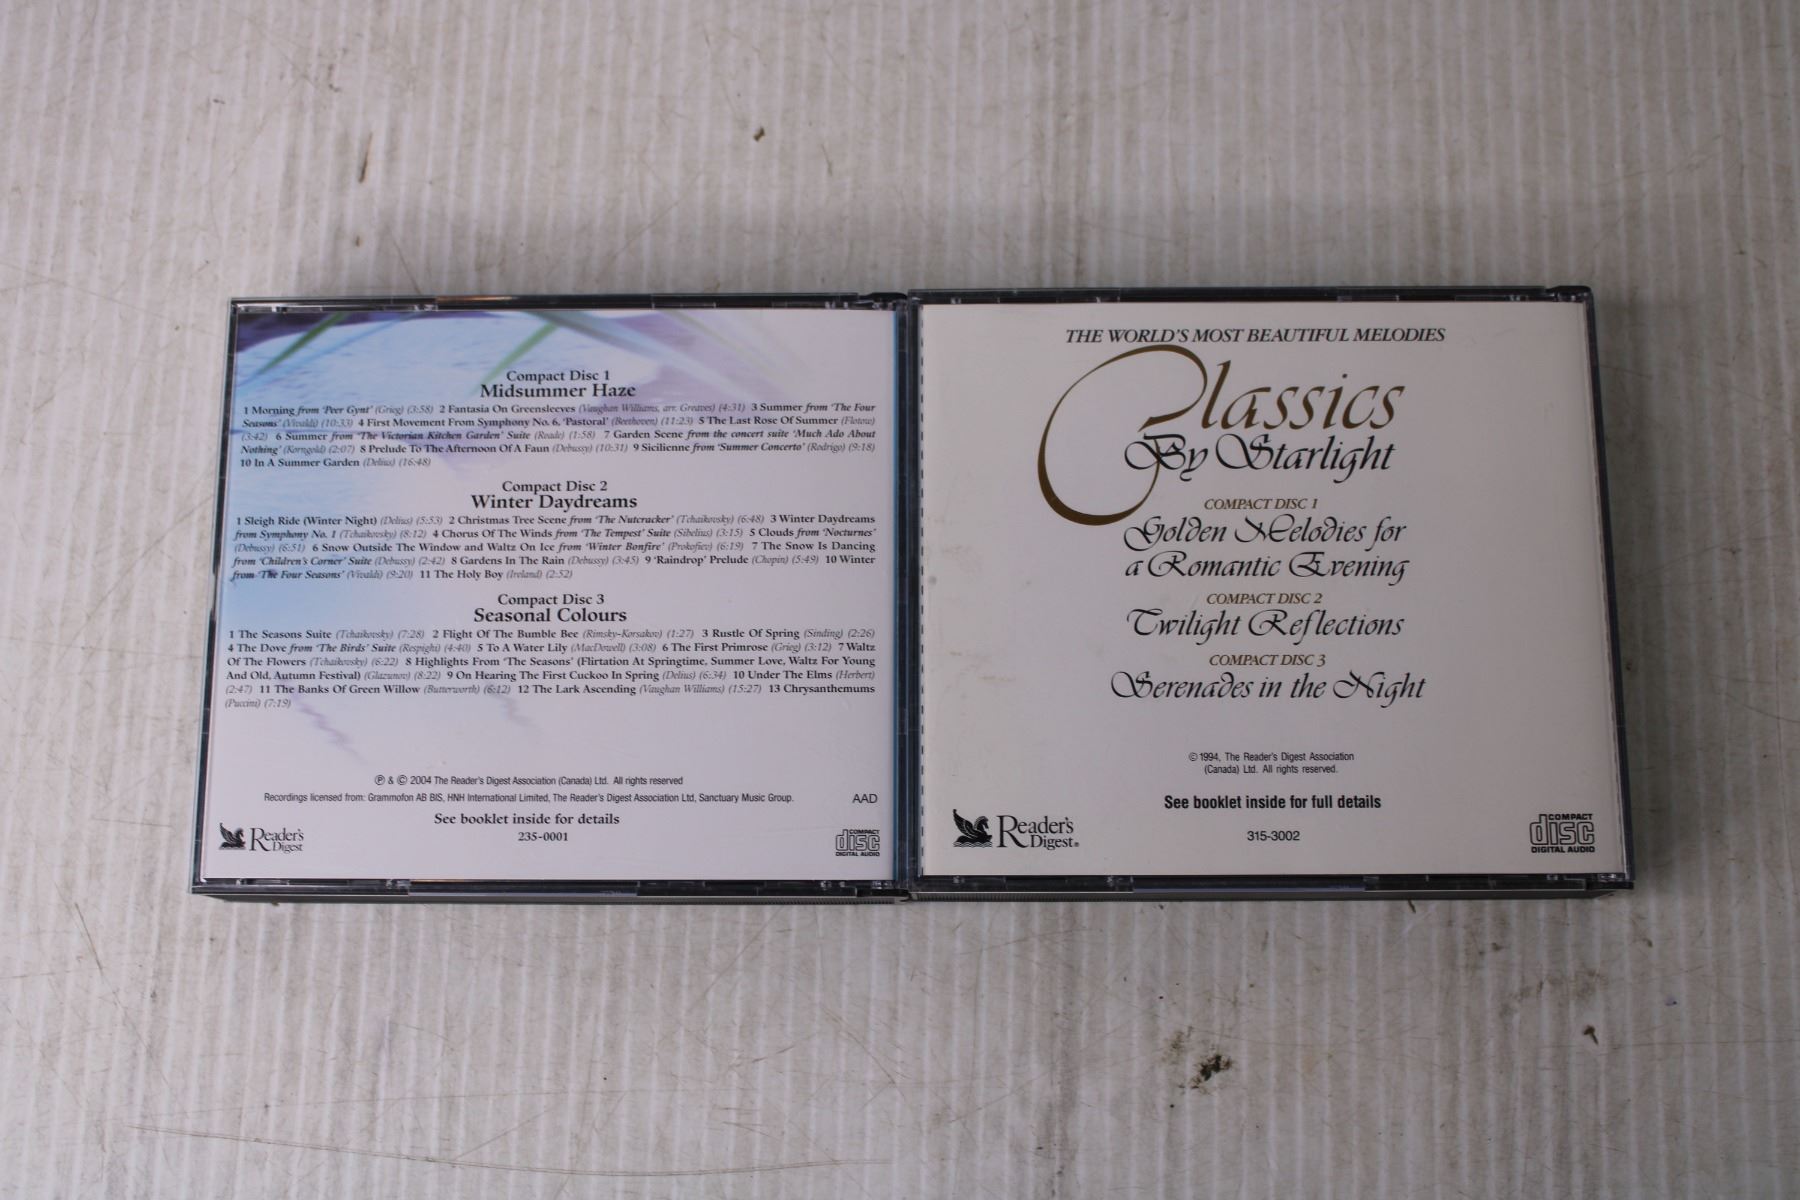 Compact Disc 1
Midsummer Haze
1 Morning from 'Peer Gynt' (Grieg) (3:58) 2 Fantasia On Greensleeves (Vaughan Williams, arr. Greaves) (4:31) 3 Summer from 'The Four
Seasons' (Vivaldi) (10:33) 4 First Movement From Symphony No. 6, 'Pastoral' (Beethoven) (11:23) 5 The Last Rose Of Summer (Flotow)
(3:42) 6 Summer from 'The Victorian Kitchen Garden' Suite (Reade) (1:58) 7 Garden Scene from the concert suite 'Much Ado About
Nothing' (Korngold) (2:07) 8 Prelude To The Afternoon Of A Faun (Debussy) (10:31) 9 Sicilienne from 'Summer Concerto' (Rodrigo) (9:18)
10 In A Summer Garden (Delius) (16:48)
Compact Disc 2
Winter Daydreams
1 Sleigh Ride (Winter Night) (Delius) (5:53) 2 Christmas Tree Scene from 'The Nutcracker' (Tchaikovsky) (6:48) 3 Winter Daydreams
from Symphony No. 1 (Tchaikovsky) (8:12) 4 Chorus Of The Winds from 'The Tempest' Suite (Sibelius) (3:15) 5 Clouds from 'Nocturnes'
(Debussy) (6:51) 6 Snow Outside The Window and Waltz On Ice from 'Winter Bonfire' (Prokofiev) (6:19) 7 The Snow Is Dancing
from 'Children's Corner' Suite (Debussy) (2:42) 8 Gardens In The Rain (Debussy) (3:45) 9 'Raindrop' Prelude (Chopin) (5:49) 10 Winter
from 'The Four Seasons' (Vivaldi) (9:20) 11 The Holy Boy (Ireland) (2:52)
Compact Disc 3
Seasonal Colours
1 The Seasons Suite (Tchaikovsky) (7:28) 2 Flight Of The Bumble Bee (Rimsky-Korsakov) (1:27) 3 Rustle Of Spring (Sinding) (2:26)
4 The Dove from 'The Birds' Suite (Respighi) (4:40) 5 To A Water Lily (MacDowell) (3:08) 6 The First Primrose (Grieg) (3:12) 7 Waltz
Of The Flowers (Tchaikovsky) (6:22) 8 Highlights From 'The Seasons' (Flirtation At Springtime, Summer Love, Waltz For Young
And Old, Autumn Festival) (Glazunov) (8:22) 9 On Hearing The First Cuckoo In Spring (Delius) (6:34) 10 Under The Elms (Herbert)
(2:47) 11 The Banks Of Green Willow (Butterworth) (6:12) 12 The Lark Ascending (Vaughan Williams) (15:27) 13 Chrysanthemums
(Puccini) (7:19)
℗ & © 2004 The Reader's Digest Association (Canada) Ltd. All rights reserved
Recordings licensed from: Grammofon AB BIS, HNH International Limited, The Reader's Digest Association Ltd, Sanctuary Music Group.
AAD
See booklet inside for details
235-0001
Reader's
Digest
COMPACT
disc
DIGITAL AUDIO
THE WORLD'S MOST BEAUTIFUL MELODIES
Classics
By Starlight
COMPACT DISC 1
Golden Melodies for
a Romantic Evening
COMPACT DISC 2
Twilight Reflections
COMPACT DISC 3
Serenades in the Night
© 1994, The Reader's Digest Association
(Canada) Ltd. All rights reserved.
See booklet inside for full details
315-3002
Reader's
Digest®
COMPACT
disc
DIGITAL AUDIO